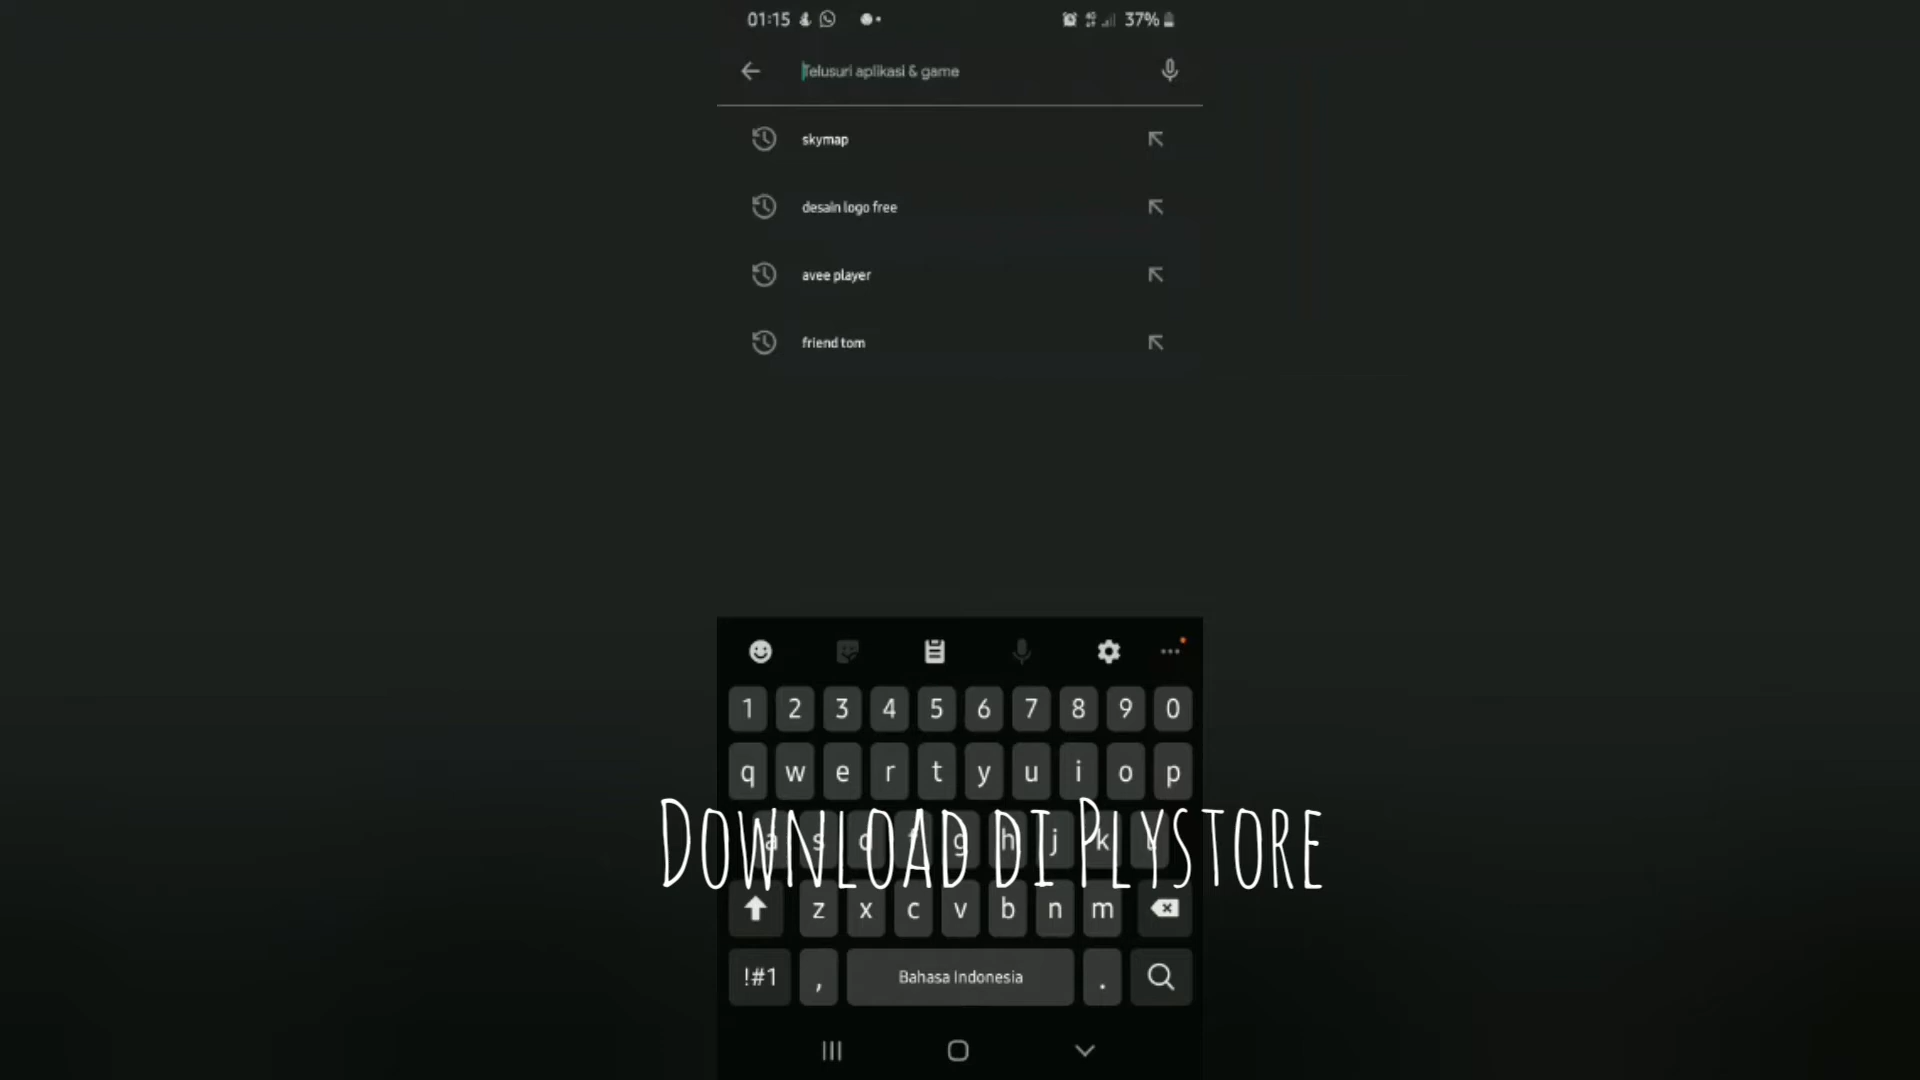 01:15 37%
Telusuri aplikasi & game
skymap
desain logo free
avee player
friend tom
1 2 3 4 5 6 7 8 9 0
q w e r t y u i o p
a s d f g h j k l
Download di Plystore
z x c v b n m
!#1 , Bahasa Indonesia .